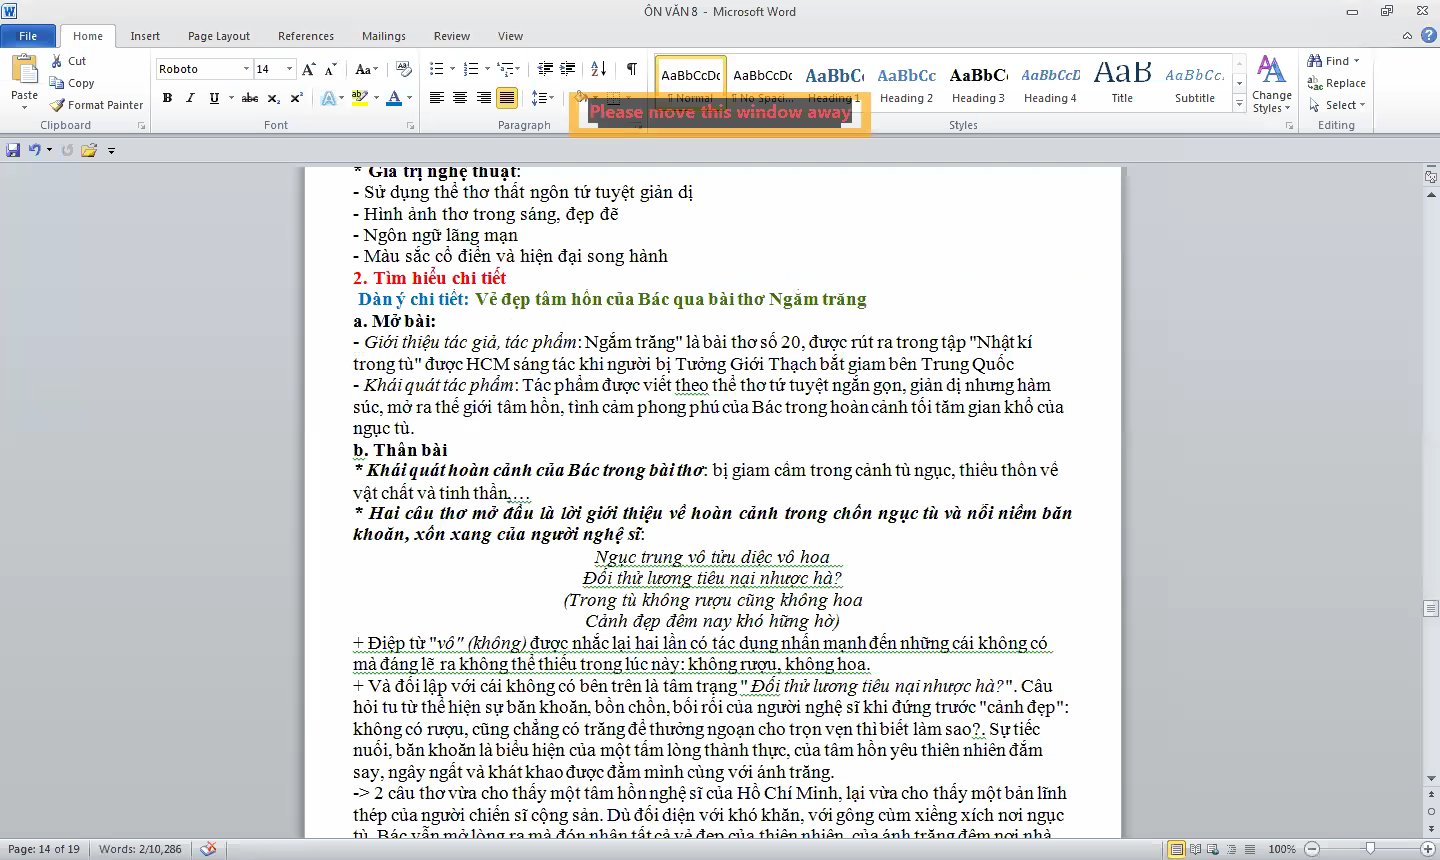 ÔN VĂN 8 - Microsoft Word
File Home Insert Page Layout References Mailings Review View
Paste Cut Copy Format Painter Clipboard
Roboto 14 Aa
B I U abc x₂ x² A ab A Font
Paragraph
AaBbCcDc ¶ Normal
AaBbCcDc ¶ No Spaci...
AaBbCc Heading 1
AaBbCc Heading 2
AaBbCc Heading 3
AaBbCcD Heading 4
AaB Title
AaBbCc. Subtitle
Change Styles
Styles
Find Replace Select Editing
Please move this window away
* Giá trị nghệ thuật:
- Sử dụng thể thơ thất ngôn tứ tuyệt giản dị
- Hình ảnh thơ trong sáng, đẹp đẽ
- Ngôn ngữ lãng mạn
- Màu sắc cổ điển và hiện đại song hành
2. Tìm hiểu chi tiết
Dàn ý chi tiết: Vẻ đẹp tâm hồn của Bác qua bài thơ Ngắm trăng
a. Mở bài:
- Giới thiệu tác giả, tác phẩm: Ngắm trăng" là bài thơ số 20, được rút ra trong tập "Nhật kí
trong tù" được HCM sáng tác khi người bị Tưởng Giới Thạch bắt giam bên Trung Quốc
- Khái quát tác phẩm: Tác phẩm được viết theo thể thơ tứ tuyệt ngắn gọn, giản dị nhưng hàm
súc, mở ra thế giới tâm hồn, tình cảm phong phú của Bác trong hoàn cảnh tối tăm gian khổ của
ngục tù.
b. Thân bài
* Khái quát hoàn cảnh của Bác trong bài thơ: bị giam cầm trong cảnh tù ngục, thiếu thốn về
vật chất và tinh thần,…
* Hai câu thơ mở đầu là lời giới thiệu về hoàn cảnh trong chốn ngục tù và nỗi niềm băn
khoăn, xốn xang của người nghệ sĩ:
Ngục trung vô tửu diệc vô hoa
Đối thử lương tiêu nại nhược hà?
(Trong tù không rượu cũng không hoa
Cảnh đẹp đêm nay khó hững hờ)
+ Điệp từ "vô" (không) được nhắc lại hai lần có tác dụng nhấn mạnh đến những cái không có
mà đáng lẽ ra không thể thiếu trong lúc này: không rượu, không hoa.
+ Và đối lập với cái không có bên trên là tâm trạng " Đối thử lương tiêu nại nhược hà?". Câu
hỏi tu từ thể hiện sự băn khoăn, bồn chồn, bối rối của người nghệ sĩ khi đứng trước "cảnh đẹp":
không có rượu, cũng chẳng có trăng để thưởng ngoạn cho trọn vẹn thì biết làm sao?. Sự tiếc
nuối, băn khoăn là biểu hiện của một tấm lòng thành thực, của tâm hồn yêu thiên nhiên đắm
say, ngây ngất và khát khao được đằm mình cùng với ánh trăng.
-> 2 câu thơ vừa cho thấy một tâm hồn nghệ sĩ của Hồ Chí Minh, lại vừa cho thấy một bản lĩnh
thép của người chiến sĩ cộng sản. Dù đối diện với khó khăn, với gông cùm xiềng xích nơi ngục
tù, Bác vẫn mở lòng ra mà đón nhận tất cả vẻ đẹp của thiên nhiên, của ánh trăng đêm nơi nhà
Page: 14 of 19 Words: 2/10,286 100%